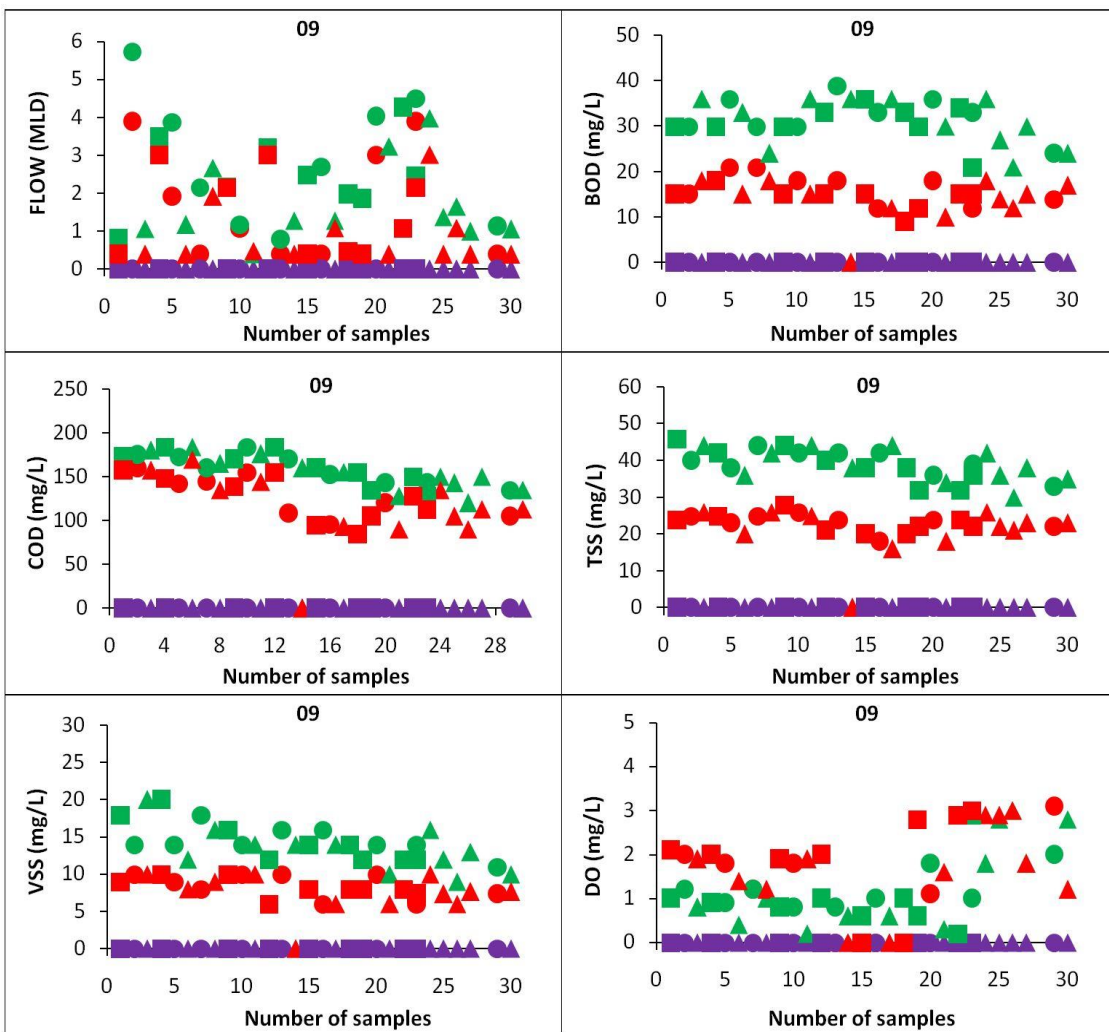 09
FLOW (MLD)
6
5
4
3
2
1
0
0 5 10 15 20 25 30
Number of samples
09
BOD (mg/L)
50
40
30
20
10
0
0 5 10 15 20 25 30
Number of samples
09
COD (mg/L)
250
200
150
100
50
0
0 4 8 12 16 20 24 28
Number of samples
09
TSS (mg/L)
60
50
40
30
20
10
0
0 5 10 15 20 25 30
Number of samples
09
VSS (mg/L)
30
25
20
15
10
5
0
0 5 10 15 20 25 30
Number of samples
09
DO (mg/L)
5
4
3
2
1
0
0 5 10 15 20 25 30
Number of samples